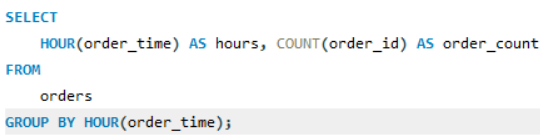 SELECT
HOUR(order_time) AS hours, COUNT(order_id) AS order_count
FROM
orders
GROUP BY HOUR(order_time);